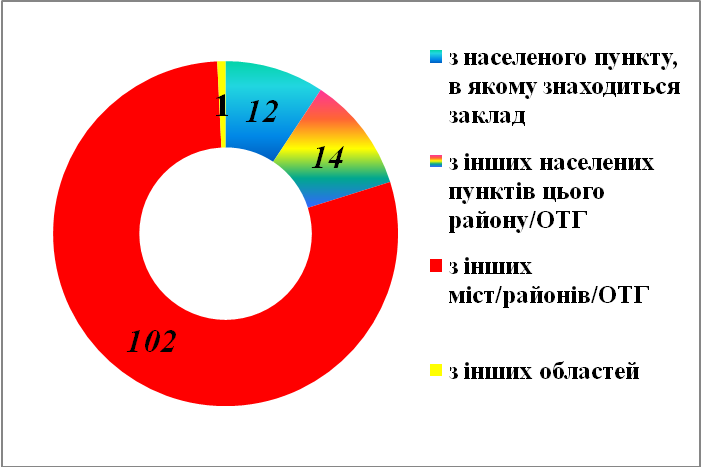 1
12
14
102
з населеного пункту,
в якому знаходиться
заклад
з інших населених
пунктів цього
району/ОТГ
з інших
міст/районів/ОТГ
з інших областей